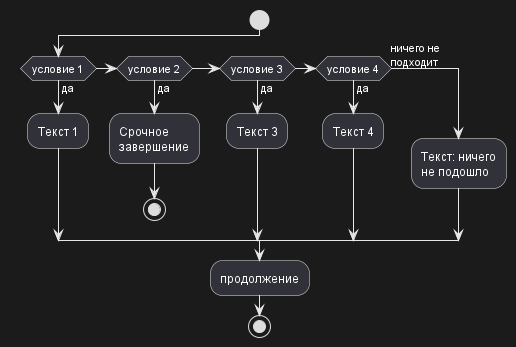 ничего не
подходит
условие 1
условие 2
условие 3
условие 4
да
да
да
да
Текст 1
Срочное
завершение
Текст 3
Текст 4
Текст: ничего
не подошло
продолжение